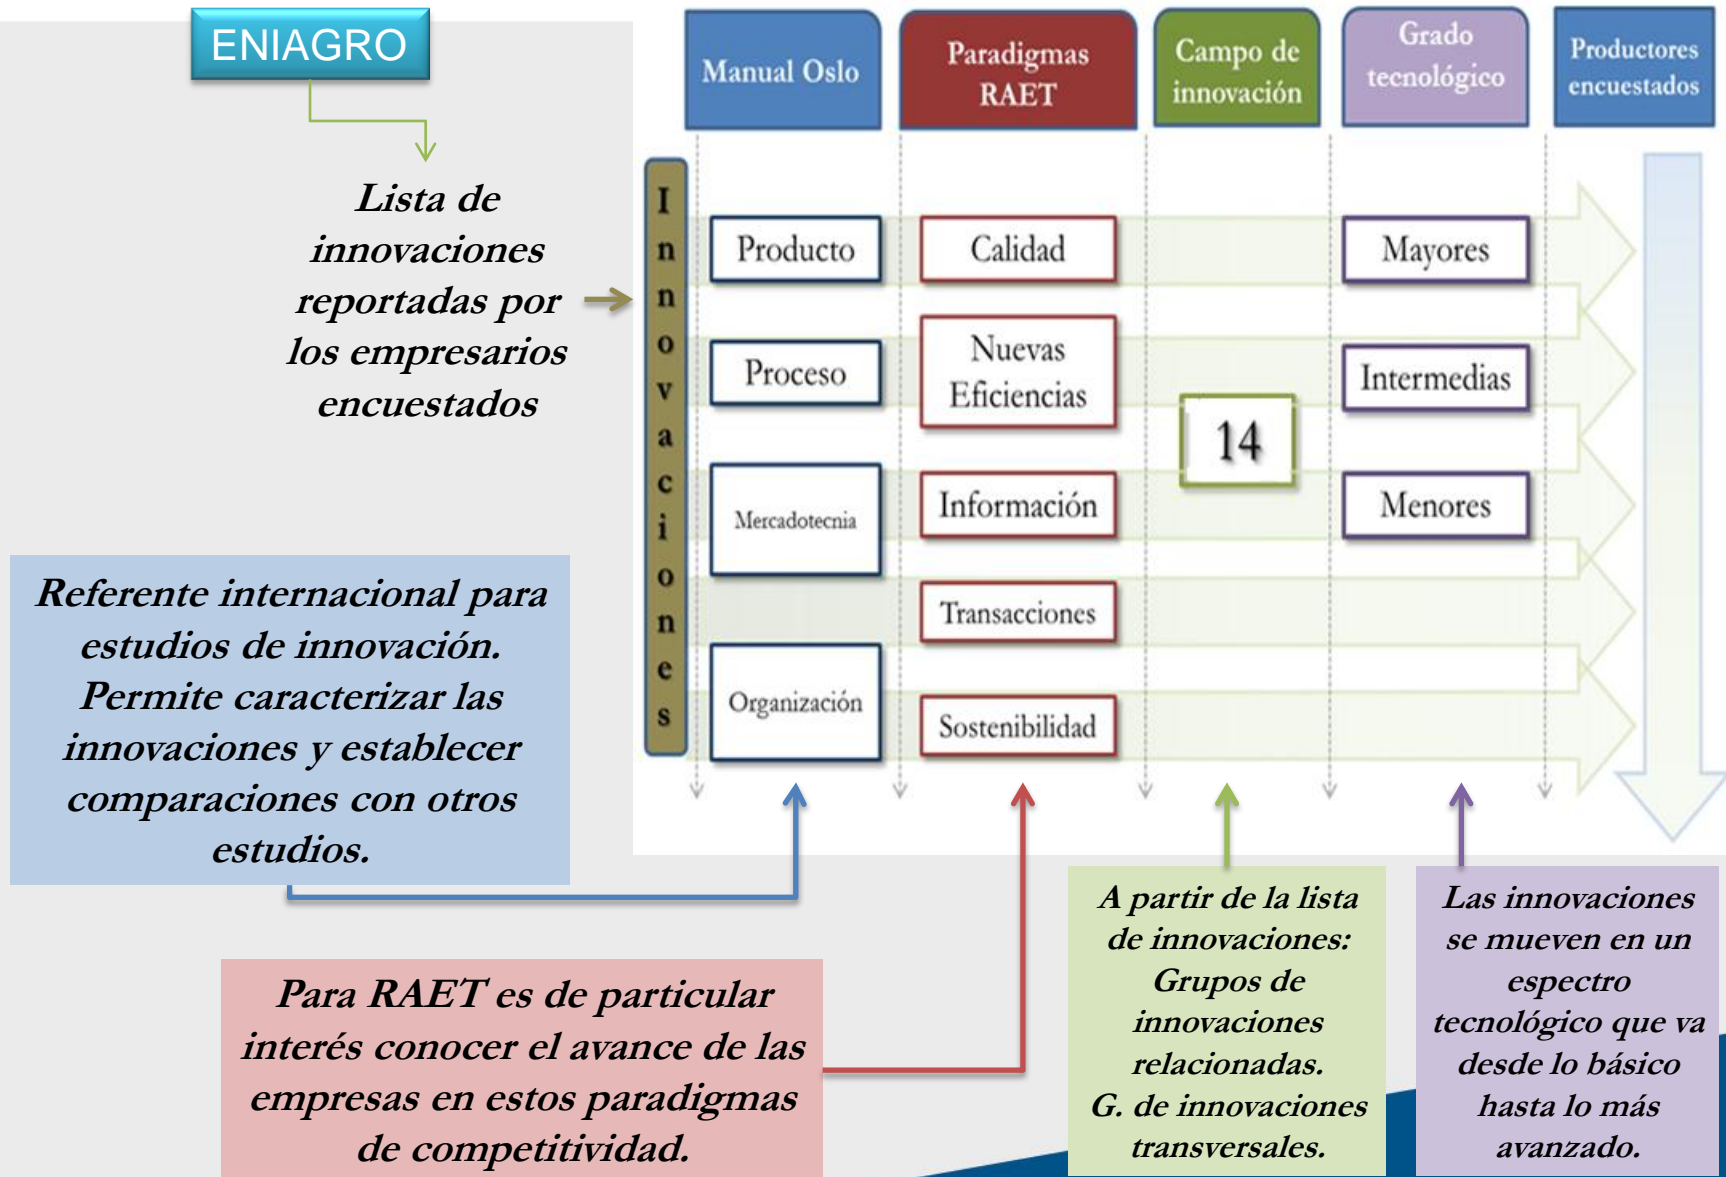 ENIAGRO
Lista de
innovaciones
reportadas por
los empresarios
encuestados
Manual Oslo
Paradigmas
RAET
Campo de
innovación
Grado
tecnológico
Productores
encuestados
Innovaciones
Producto
Calidad
Mayores
Proceso
Nuevas
Eficiencias
Intermedias
14
Mercadotecnia
Información
Menores
Transacciones
Organización
Sostenibilidad
Referente internacional para
estudios de innovación.
Permite caracterizar las
innovaciones y establecer
comparaciones con otros
estudios.
Para RAET es de particular
interés conocer el avance de las
empresas en estos paradigmas
de competitividad.
A partir de la lista
de innovaciones:
Grupos de
innovaciones
relacionadas.
G. de innovaciones
transversales.
Las innovaciones
se mueven en un
espectro
tecnológico que va
desde lo básico
hasta lo más
avanzado.